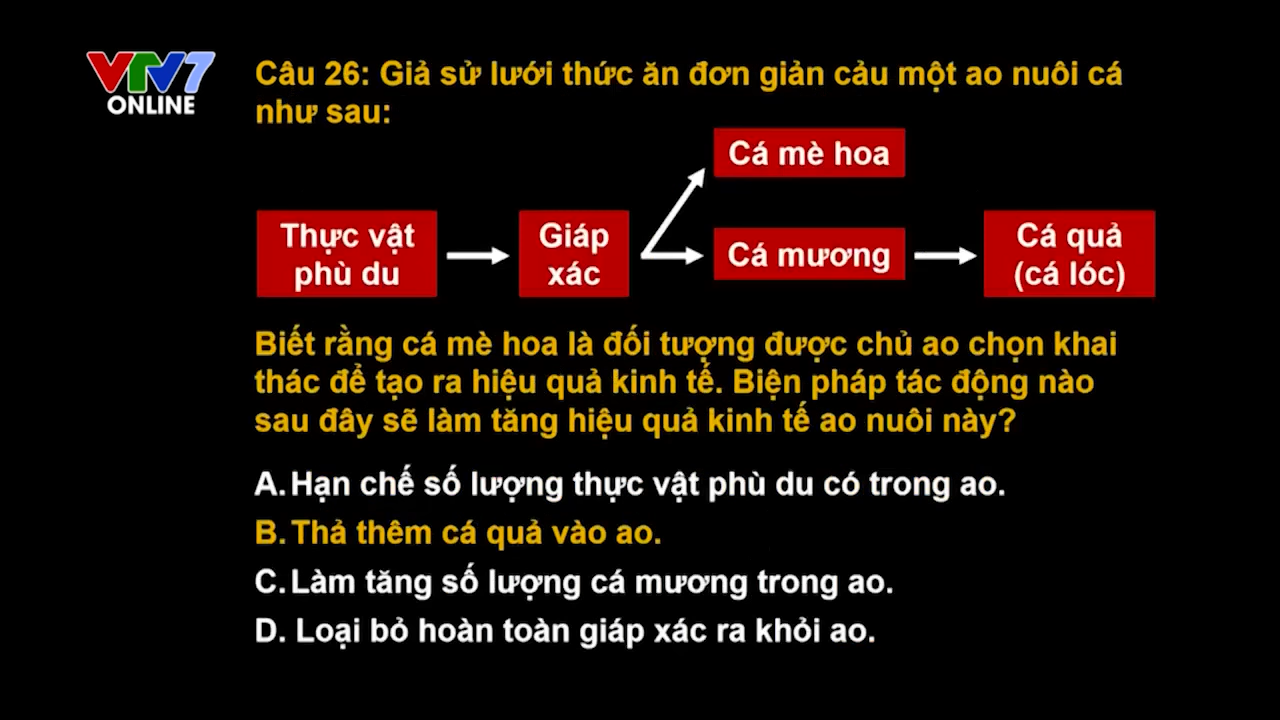 VTV7
ONLINE
Câu 26: Giả sử lưới thức ăn đơn giản cảu một ao nuôi cá
như sau:
Cá mè hoa
Thực vật
phù du
Giáp
xác
Cá mương
Cá quả
(cá lóc)
Biết rằng cá mè hoa là đối tượng được chủ ao chọn khai
thác để tạo ra hiệu quả kinh tế. Biện pháp tác động nào
sau đây sẽ làm tăng hiệu quả kinh tế ao nuôi này?
A. Hạn chế số lượng thực vật phù du có trong ao.
B. Thả thêm cá quả vào ao.
C. Làm tăng số lượng cá mương trong ao.
D. Loại bỏ hoàn toàn giáp xác ra khỏi ao.